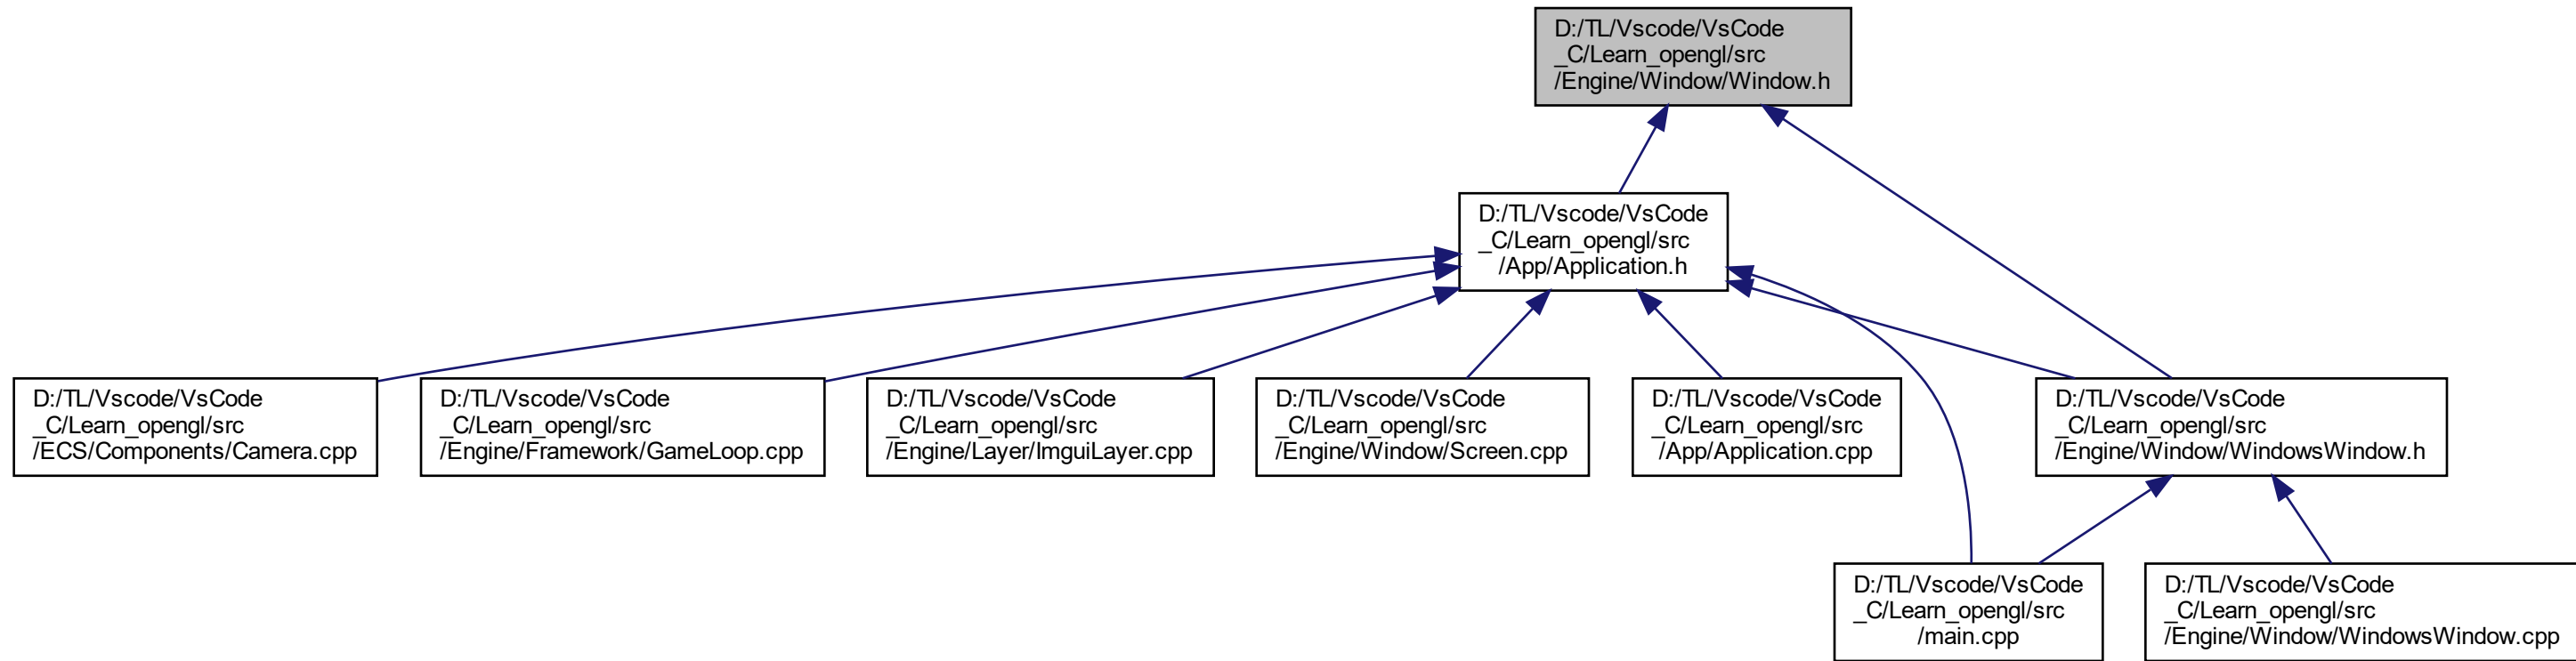 D:/TL/Vscode/VsCode
_C/Learn_opengl/src
/Engine/Window/Window.h
D:/TL/Vscode/VsCode
_C/Learn_opengl/src
/App/Application.h
D:/TL/Vscode/VsCode
_C/Learn_opengl/src
/ECS/Components/Camera.cpp
D:/TL/Vscode/VsCode
_C/Learn_opengl/src
/Engine/Framework/GameLoop.cpp
D:/TL/Vscode/VsCode
_C/Learn_opengl/src
/Engine/Layer/ImguiLayer.cpp
D:/TL/Vscode/VsCode
_C/Learn_opengl/src
/Engine/Window/Screen.cpp
D:/TL/Vscode/VsCode
_C/Learn_opengl/src
/App/Application.cpp
D:/TL/Vscode/VsCode
_C/Learn_opengl/src
/Engine/Window/WindowsWindow.h
D:/TL/Vscode/VsCode
_C/Learn_opengl/src
/main.cpp
D:/TL/Vscode/VsCode
_C/Learn_opengl/src
/Engine/Window/WindowsWindow.cpp